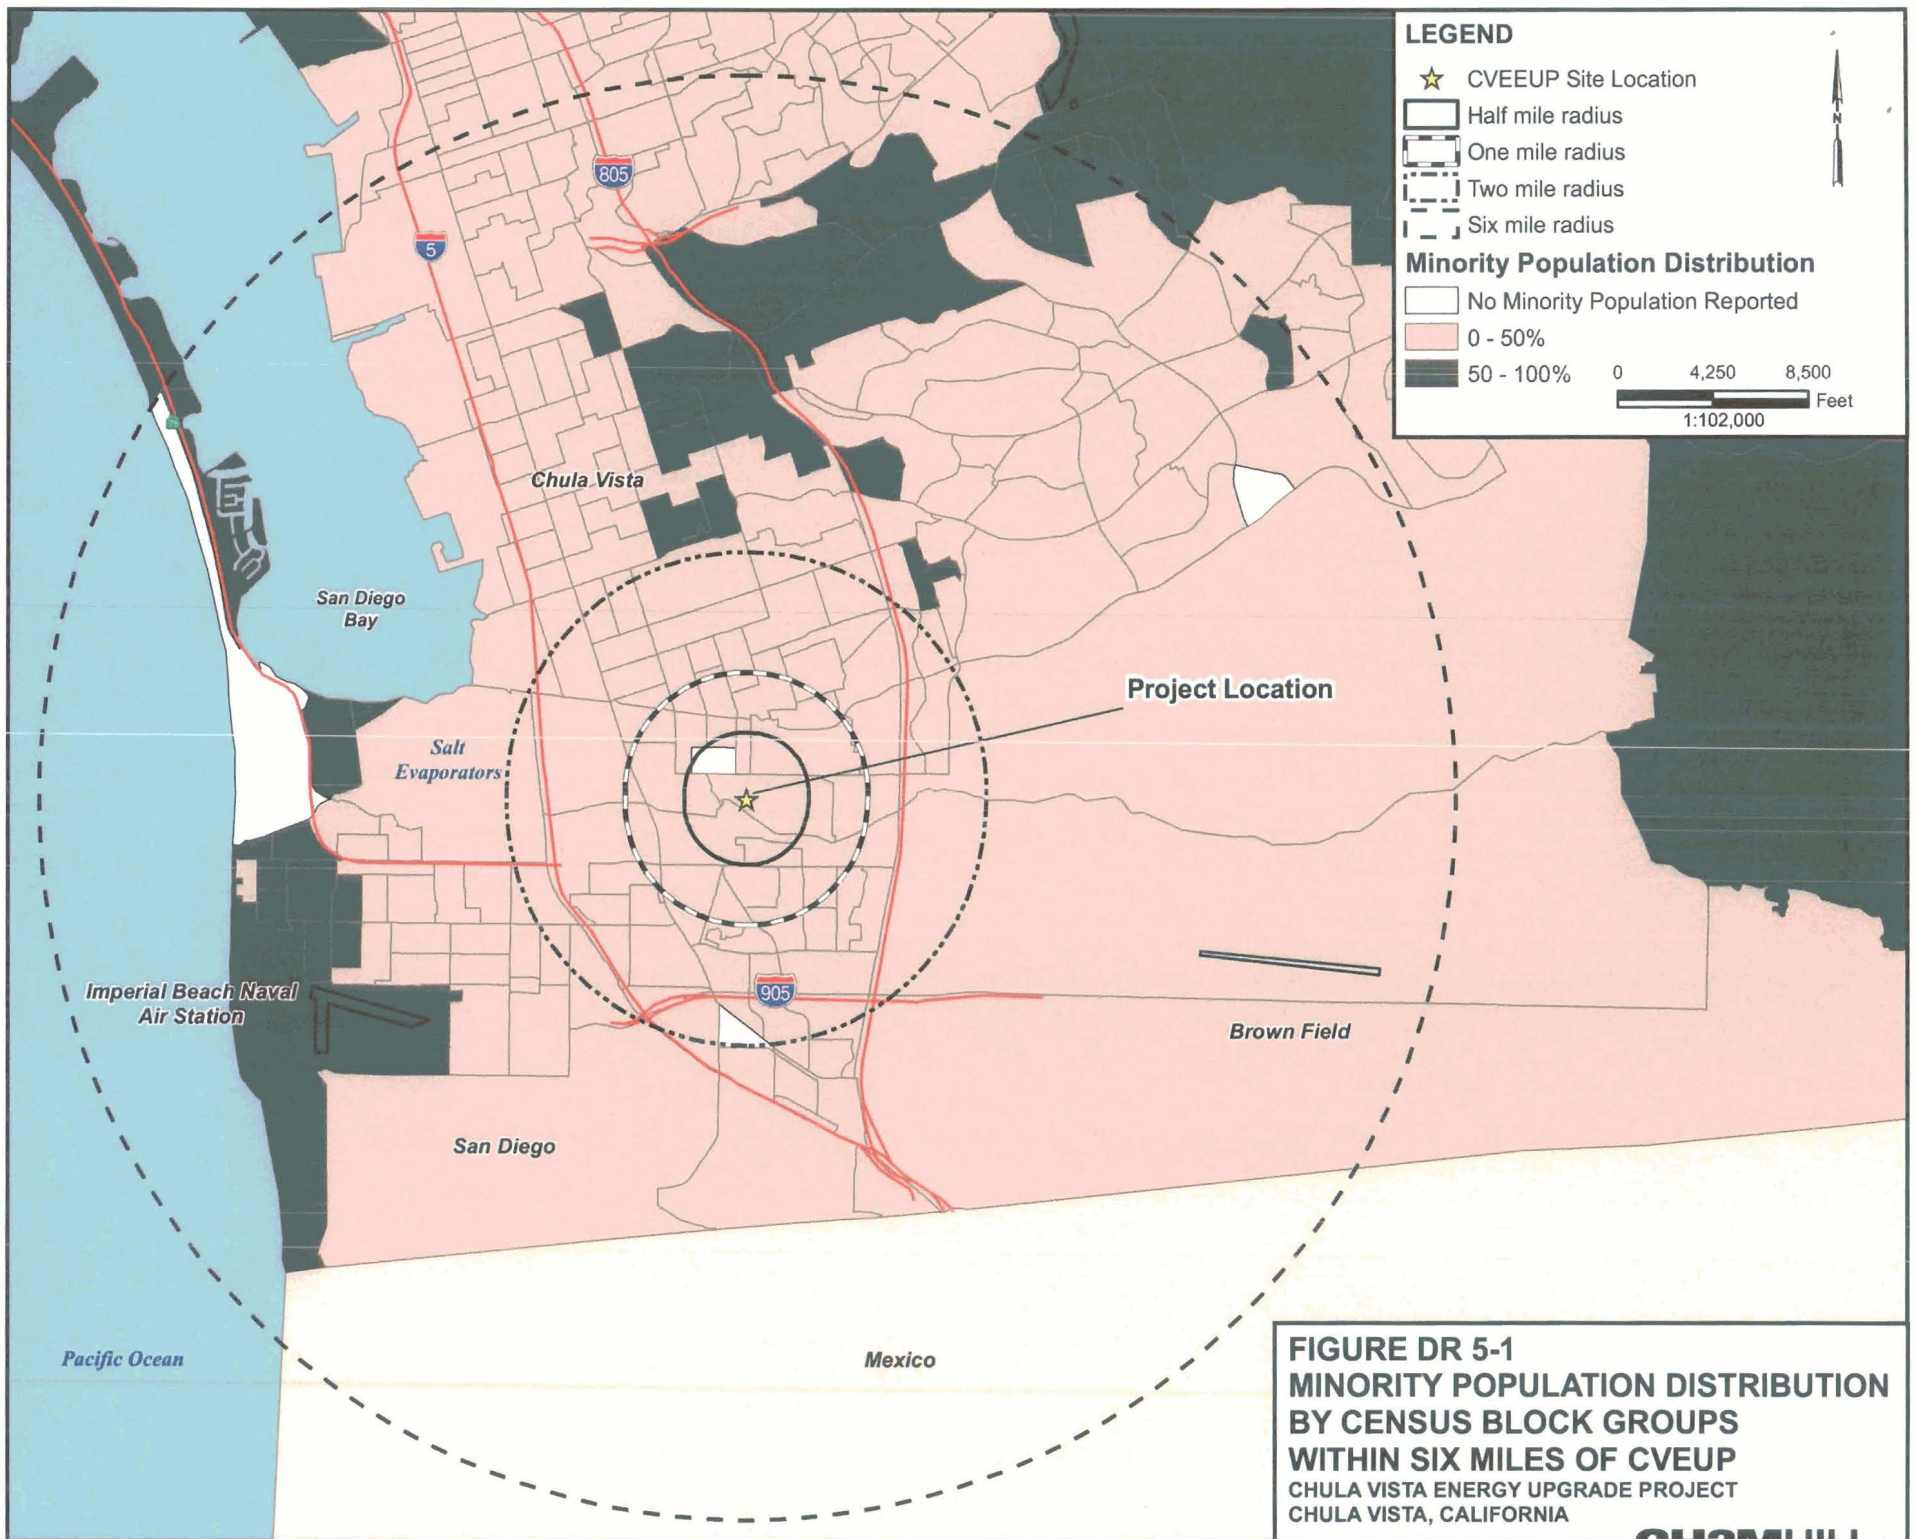 LEGEND
CVEEUP Site Location
Half mile radius
One mile radius
Two mile radius
Six mile radius
Minority Population Distribution
No Minority Population Reported
0 - 50%
50 - 100%
0 4,250 8,500
Feet
1:102,000
N
805
5
Chula Vista
San Diego
Bay
Project Location
Salt
Evaporators
Imperial Beach Naval
Air Station
905
Brown Field
San Diego
Pacific Ocean
Mexico
FIGURE DR 5-1
MINORITY POPULATION DISTRIBUTION
BY CENSUS BLOCK GROUPS
WITHIN SIX MILES OF CVEUP
CHULA VISTA ENERGY UPGRADE PROJECT
CHULA VISTA, CALIFORNIA
CH2MHILL